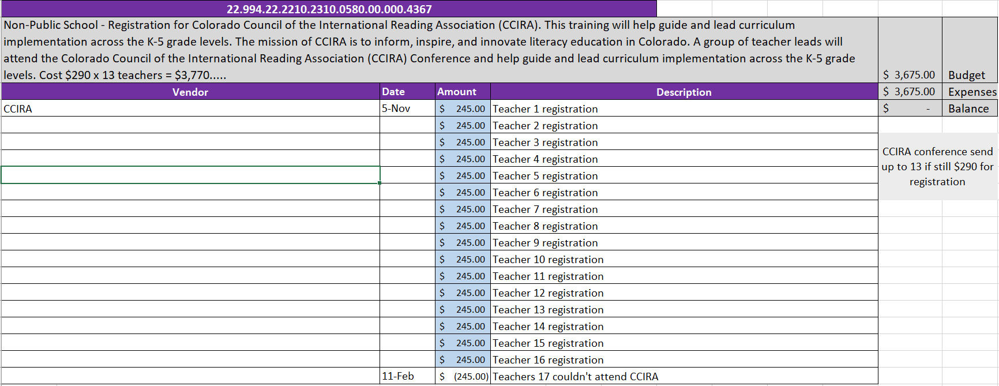 22.994.22.2210.2310.0580.00.000.4367
Non-Public School - Registration for Colorado Council of the International Reading Association (CCIRA). This training will help guide and lead curriculum
implementation across the K-5 grade levels. The mission of CCIRA is to inform, inspire, and innovate literacy education in Colorado. A group of teacher leads will
attend the Colorado Council of the International Reading Association (CCIRA) Conference and help guide and lead curriculum implementation across the K-5 grade
levels. Cost $290 x 13 teachers = $3,770.....
$ 3,675.00 Budget
Vendor Date Amount Description $ 3,675.00 Expenses
CCIRA 5-Nov $ 245.00 Teacher 1 registration $ - Balance
$ 245.00 Teacher 2 registration
$ 245.00 Teacher 3 registration
$ 245.00 Teacher 4 registration
$ 245.00 Teacher 5 registration
$ 245.00 Teacher 6 registration
$ 245.00 Teacher 7 registration
$ 245.00 Teacher 8 registration
$ 245.00 Teacher 9 registration
$ 245.00 Teacher 10 registration
$ 245.00 Teacher 11 registration
$ 245.00 Teacher 12 registration
$ 245.00 Teacher 13 registration
$ 245.00 Teacher 14 registration
$ 245.00 Teacher 15 registration
$ 245.00 Teacher 16 registration
11-Feb $ (245.00) Teachers 17 couldn't attend CCIRA
CCIRA conference send
up to 13 if still $290 for
registration